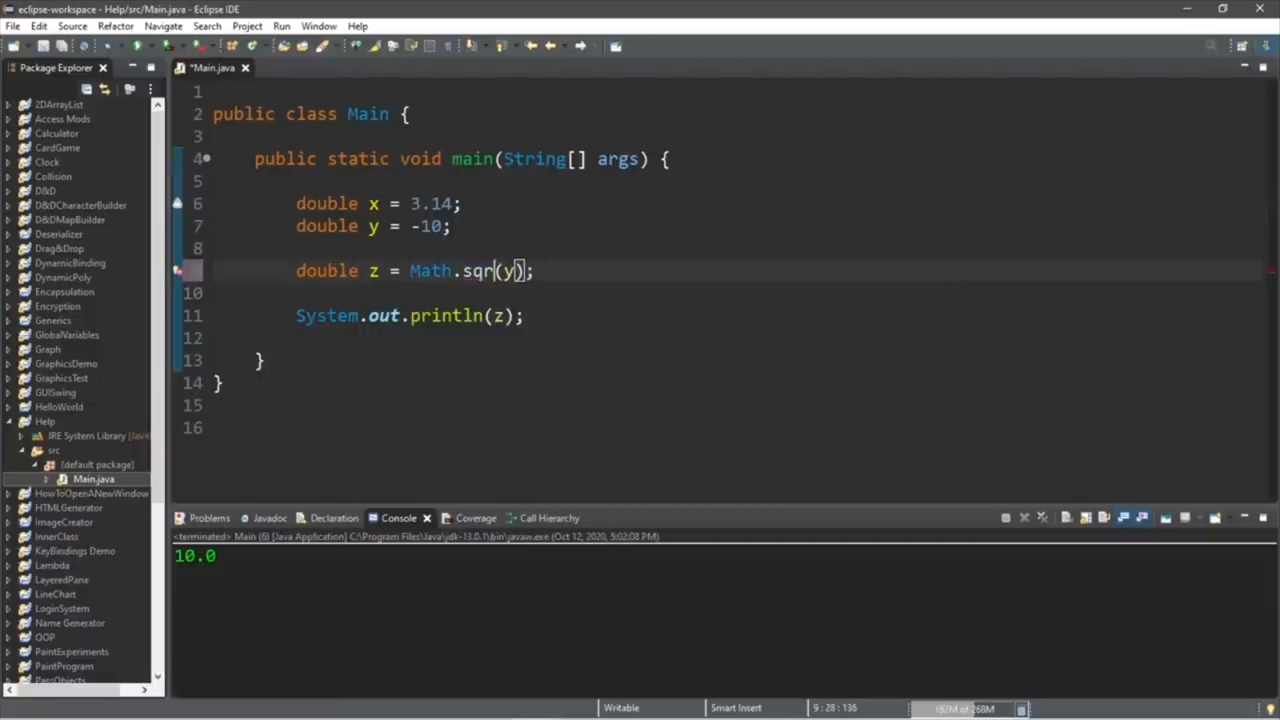 eclipse-workspace - Help/src/Main.java - Eclipse IDE
File Edit Source Refactor Navigate Search Project Run Window Help
Package Explorer
*Main.java
2DArrayList
Access Mods
Calculator
CardGame
Clock
Collision
D&D
D&DCharacterBuilder
D&DMapBuilder
Deserializer
Drag&Drop
DynamicBinding
DynamicPoly
Encapsulation
Encryption
Generics
GlobalVariables
Graph
GraphicsDemo
GraphicsTest
GUISwing
HelloWorld
Help
JRE System Library
src
(default package)
Main.java
HowToOpenANewWindow
HTMLGenerator
ImageCreator
InnerClass
KeyBindings Demo
Lambda
LayeredPane
LineChart
LoginSystem
Name Generator
OOP
PaintExperiments
PaintProgram
PassObjects
1
2 public class Main {
3
4 public static void main(String[] args) {
5
6 double x = 3.14;
7 double y = -10;
8
double z = Math.sqr(y);
10
11 System.out.println(z);
12
13 }
14 }
15
16
Problems Javadoc Declaration Console Coverage Call Hierarchy
<terminated> Main (6) [Java Application] C:\Program Files\Java\jdk-13.0.1\bin\javaw.exe (Oct 12, 2020, 5:02:08 PM)
10.0
Writable Smart Insert 9 : 28 : 136 152M of 268M